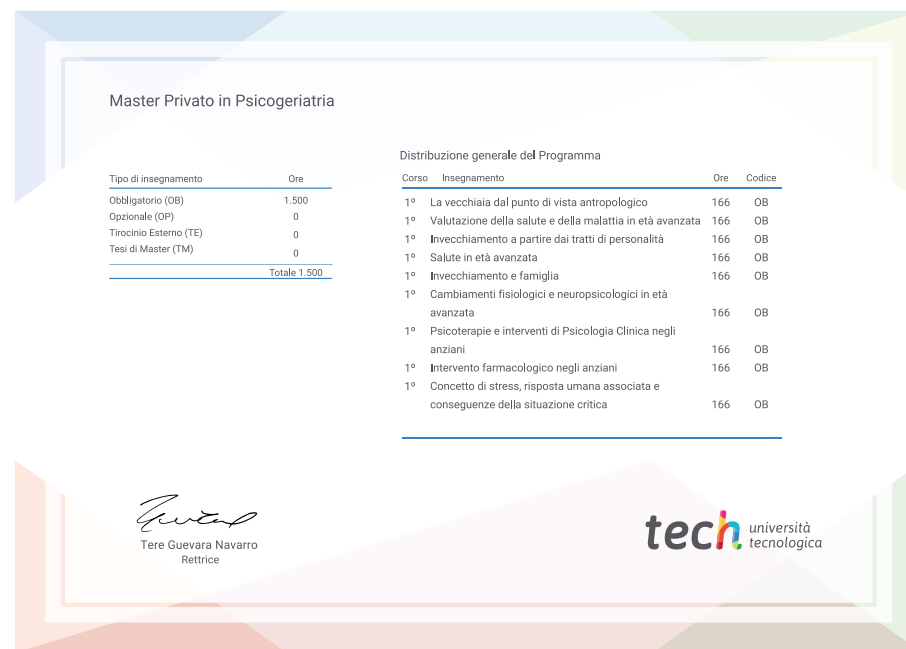 Master Privato in Psicogeriatria
Tipo di insegnamento Ore
Obbligatorio (OB) 1.500
Opzionale (OP) 0
Tirocinio Esterno (TE) 0
Tesi di Master (TM) 0
Totale 1.500
Distribuzione generale del Programma
Corso Insegnamento Ore Codice
1º La vecchiaia dal punto di vista antropologico 166 OB
1º Valutazione della salute e della malattia in età avanzata 166 OB
1º Invecchiamento a partire dai tratti di personalità 166 OB
1º Salute in età avanzata 166 OB
1º Invecchiamento e famiglia 166 OB
1º Cambiamenti fisiologici e neuropsicologici in età
avanzata 166 OB
1º Psicoterapie e interventi di Psicologia Clinica negli
anziani 166 OB
1º Intervento farmacologico negli anziani 166 OB
1º Concetto di stress, risposta umana associata e
conseguenze della situazione critica 166 OB
Tere Guevara Navarro
Rettrice
tech università
tecnologica